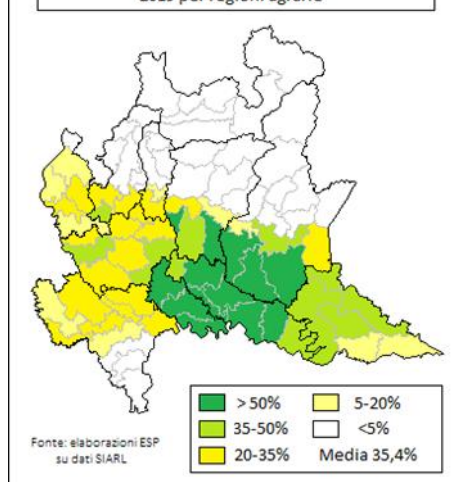 2015 per regioni agrarie
> 50%
5-20%
35-50%
<5%
20-35%
Media 35,4%
Fonte: elaborazioni ESP
su dati SIARL